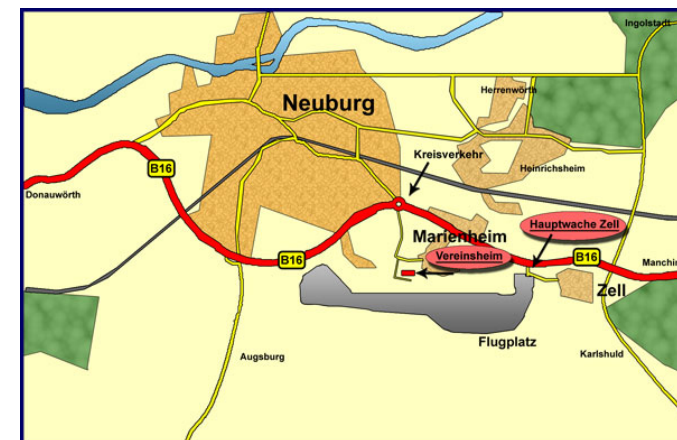 Ingolstadt
Neuburg
Herrenwörth
Kreisverkehr
B16
Heinrichsheim
Donauwörth
Hauptwache Zell
Marienheim
Vereinsheim
B16
B16
Manchin
Zell
Flugplatz
Augsburg
Karlshuld